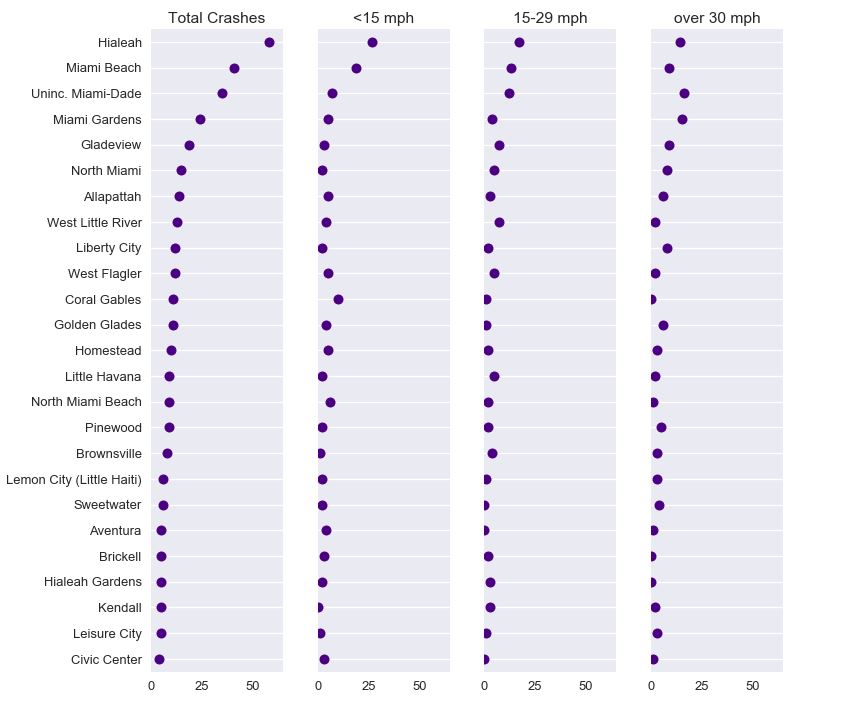 Total Crashes <15 mph 15-29 mph over 30 mph
Hialeah
Miami Beach
Uninc. Miami-Dade
Miami Gardens
Gladeview
North Miami
Allapattah
West Little River
Liberty City
West Flagler
Coral Gables
Golden Glades
Homestead
Little Havana
North Miami Beach
Pinewood
Brownsville
Lemon City (Little Haiti)
Sweetwater
Aventura
Brickell
Hialeah Gardens
Kendall
Leisure City
Civic Center
0 25 50 0 25 50 0 25 50 0 25 50